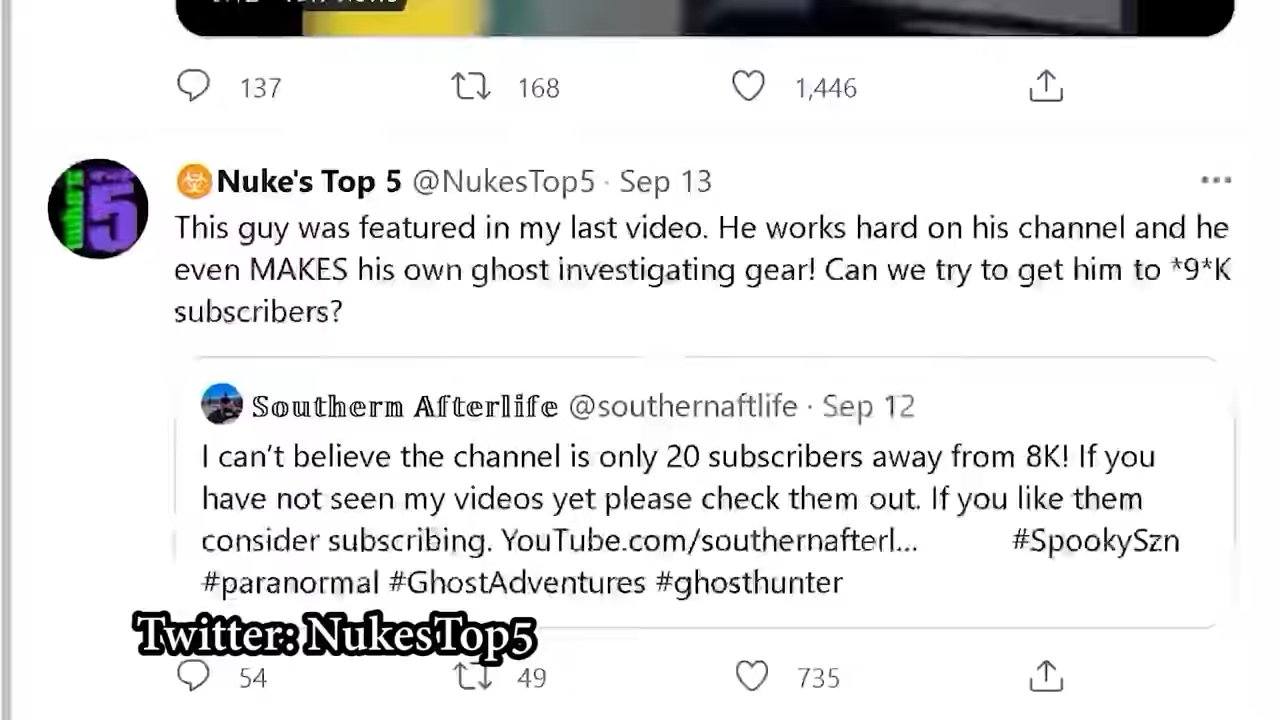 137 168 1,446
Nuke's Top 5 @NukesTop5 · Sep 13
This guy was featured in my last video. He works hard on his channel and he
even MAKES his own ghost investigating gear! Can we try to get him to *9*K
subscribers?
𝕊𝕠𝕦𝕥𝕙𝕖𝕣𝕞 𝔸𝕗𝕥𝕖𝕣𝕝𝕚𝕗𝕖 @southernaftlife · Sep 12
I can't believe the channel is only 20 subscribers away from 8K! If you
have not seen my videos yet please check them out. If you like them
consider subscribing. YouTube.com/southernafterl... #SpookySzn
#paranormal #GhostAdventures #ghosthunter
Twitter: NukesTop5
54 49 735